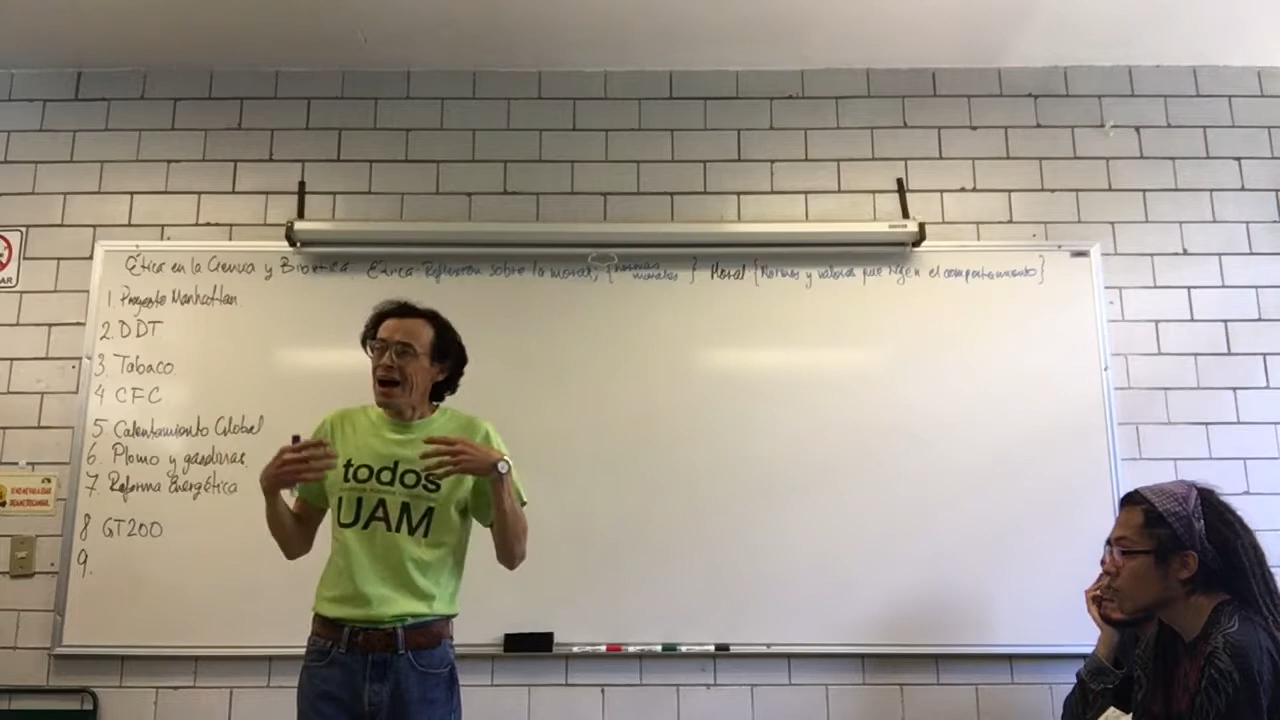 Ética en la Ciencia y Bioética. Ética: Reflexión sobre la moral, {normas morales} Moral {Normas y valores que rigen el comportamiento}
1. Proyecto Manhattan
2. DDT
3. Tabaco
4 CFC
5. Calentamiento Global
6. Plomo y gasolinas
7. Reforma Energética
8 GT200
9.
todos
UAM
AR